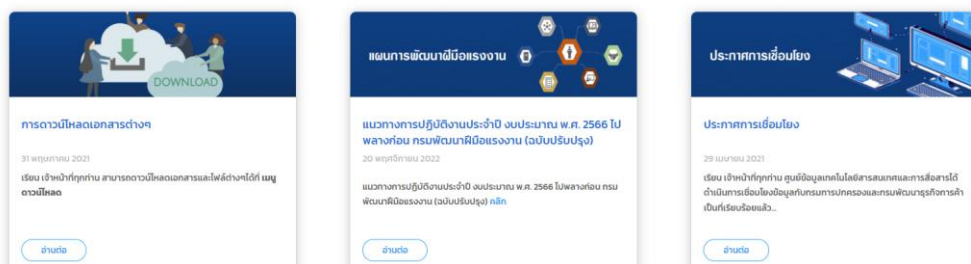 DOWNLOAD
การดาวน์โหลดเอกสารต่างๆ
31 พฤษภาคม 2021
เรียน เจ้าหน้าที่ทุกท่าน สามารถดาวน์โหลดเอกสารและไฟล์ต่างๆได้ที่ เมนู
ดาวน์โหลด
อ่านต่อ
แผนการพัฒนาฝีมือแรงงาน
แนวทางการปฏิบัติงานประจำปี งบประมาณ พ.ศ. 2566 ไป
พลางก่อน กรมพัฒนาฝีมือแรงงาน (ฉบับปรับปรุง)
20 พฤศจิกายน 2022
แนวทางการปฏิบัติงานประจำปี งบประมาณ พ.ศ. 2566 ไปพลางก่อน กรม
พัฒนาฝีมือแรงงาน (ฉบับปรับปรุง) คลิก
อ่านต่อ
ประกาศการเชื่อมโยง
ประกาศการเชื่อมโยง
29 เมษายน 2021
เรียน เจ้าหน้าที่ทุกท่าน ศูนย์ข้อมูลเทคโนโลยีสารสนเทศและการสื่อสารได้
ดำเนินการเชื่อมโยงข้อมูลกับกรมการปกครองและกรมพัฒนาธุรกิจการค้า
เป็นที่เรียบร้อยแล้ว...
อ่านต่อ